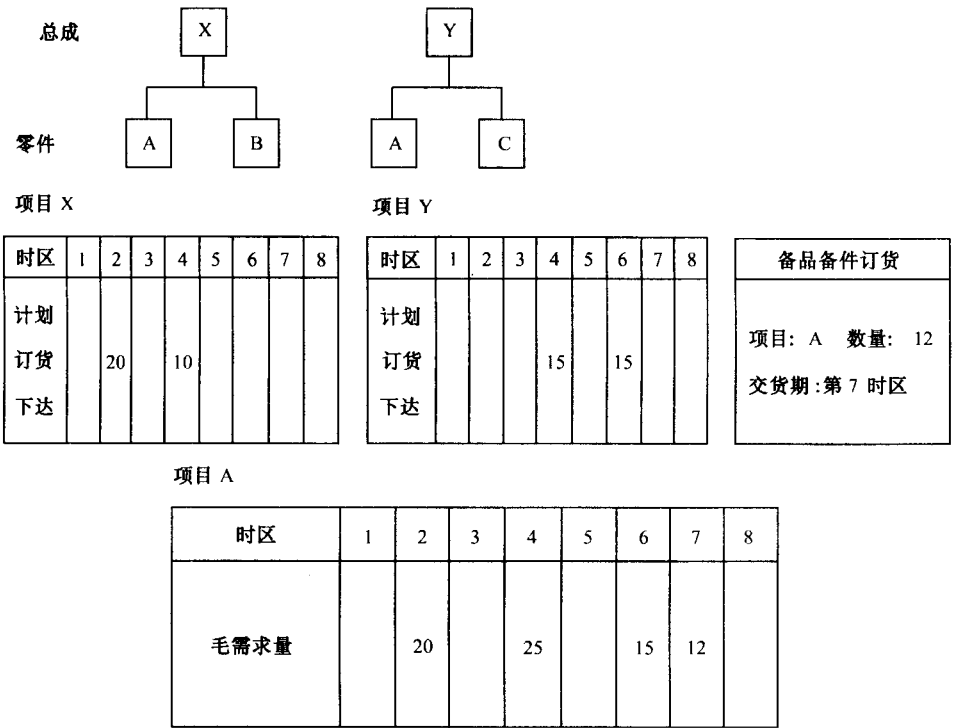 总成 X Y
零件 A B A C
项目 X
项目 Y
时区 1 2 3 4 5 6 7 8
计划
订货 20 10
下达
时区 1 2 3 4 5 6 7 8
计划
订货 15 15
下达
备品备件订货
项目: A 数量: 12
交货期:第 7 时区
项目 A
时区 1 2 3 4 5 6 7 8
毛需求量 20 25 15 12